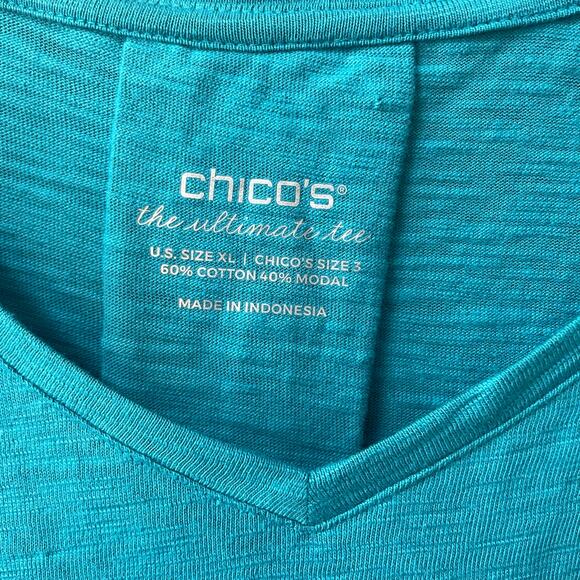 chico's®
the ultimate tee
U.S. SIZE XL | CHICO'S SIZE 3
60% COTTON 40% MODAL
MADE IN INDONESIA